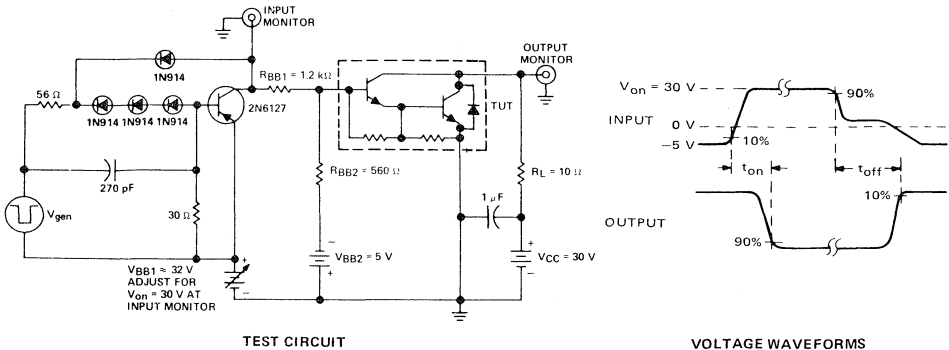 INPUT
MONITOR
1N914
OUTPUT
MONITOR
RBB1 = 1.2 kΩ
56 Ω
1N914 1N914 1N914
2N6127
TUT
270 pF
RBB2 = 560 Ω
RL = 10 Ω
1 μF
Vgen
30 Ω
VBB1 ≈ 32 V
ADJUST FOR
Von = 30 V AT
INPUT MONITOR
+
−
−
VBB2 = 5 V
+
+
VCC = 30 V
−
TEST CIRCUIT
Von = 30 V
90%
INPUT
0 V
10%
−5 V
ton
toff
10%
OUTPUT
90%
VOLTAGE WAVEFORMS